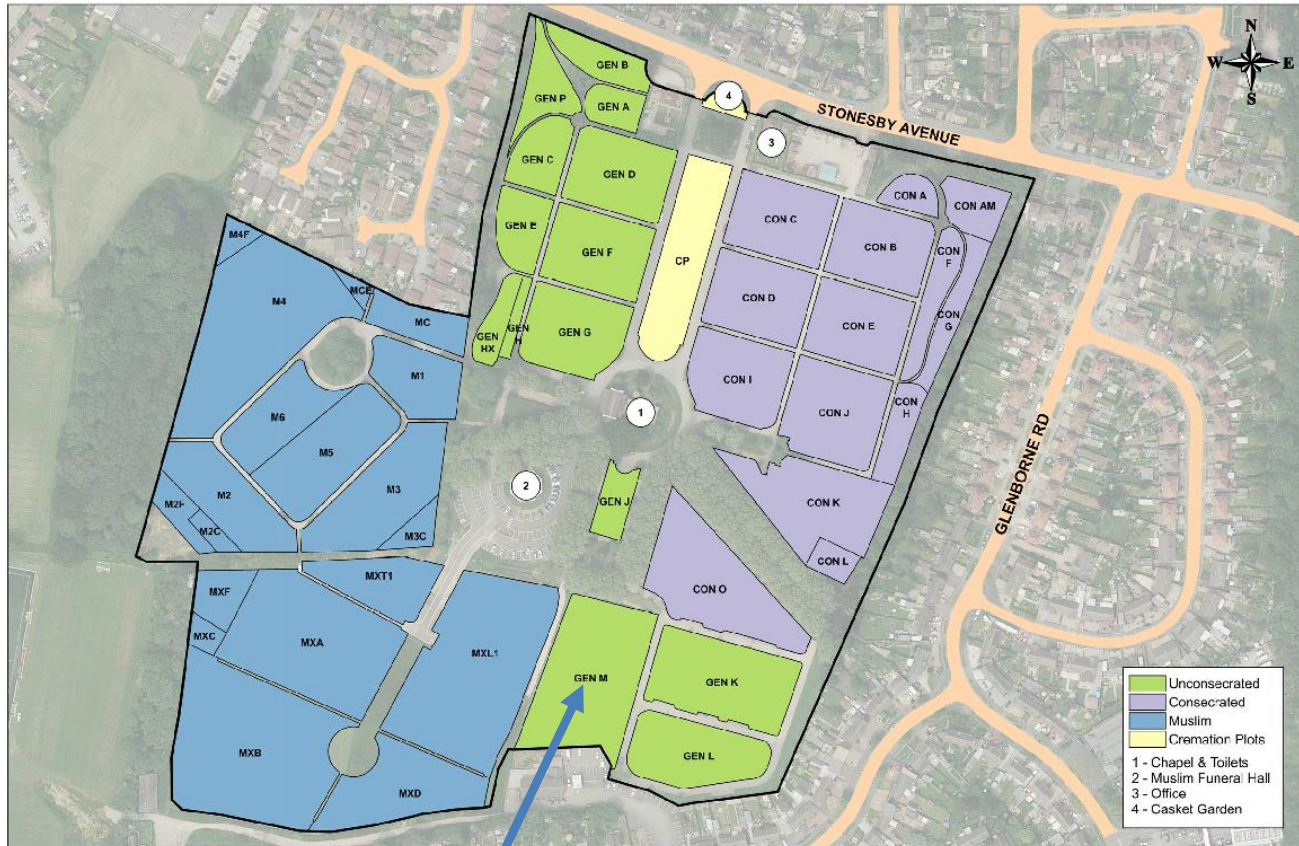 N
W E
S
STONESBY AVENUE
GLENBORNE RD
4
3
GEN B
GEN P
GEN A
GEN C
GEN D
GEN E
GEN F
GEN
HX
GEN
H
GEN G
CP
CON A
CON AM
CON C
CON B
CON
F
CON D
CON E
CON
G
CON I
CON J
CON
H
CON K
CON L
CON O
1
2
GEN J
M4F
M4
MCE
MC
M1
M6
M5
M2
M3
M2F
M2C
M3C
MXF
MXT1
MXC
MXA
MXL1
MXB
MXD
GEN M
GEN K
GEN L
Unconsecrated
Consecrated
Muslim
Cremation Plots
1 - Chapel & Toilets
2 - Muslim Funeral Hall
3 - Office
4 - Casket Garden